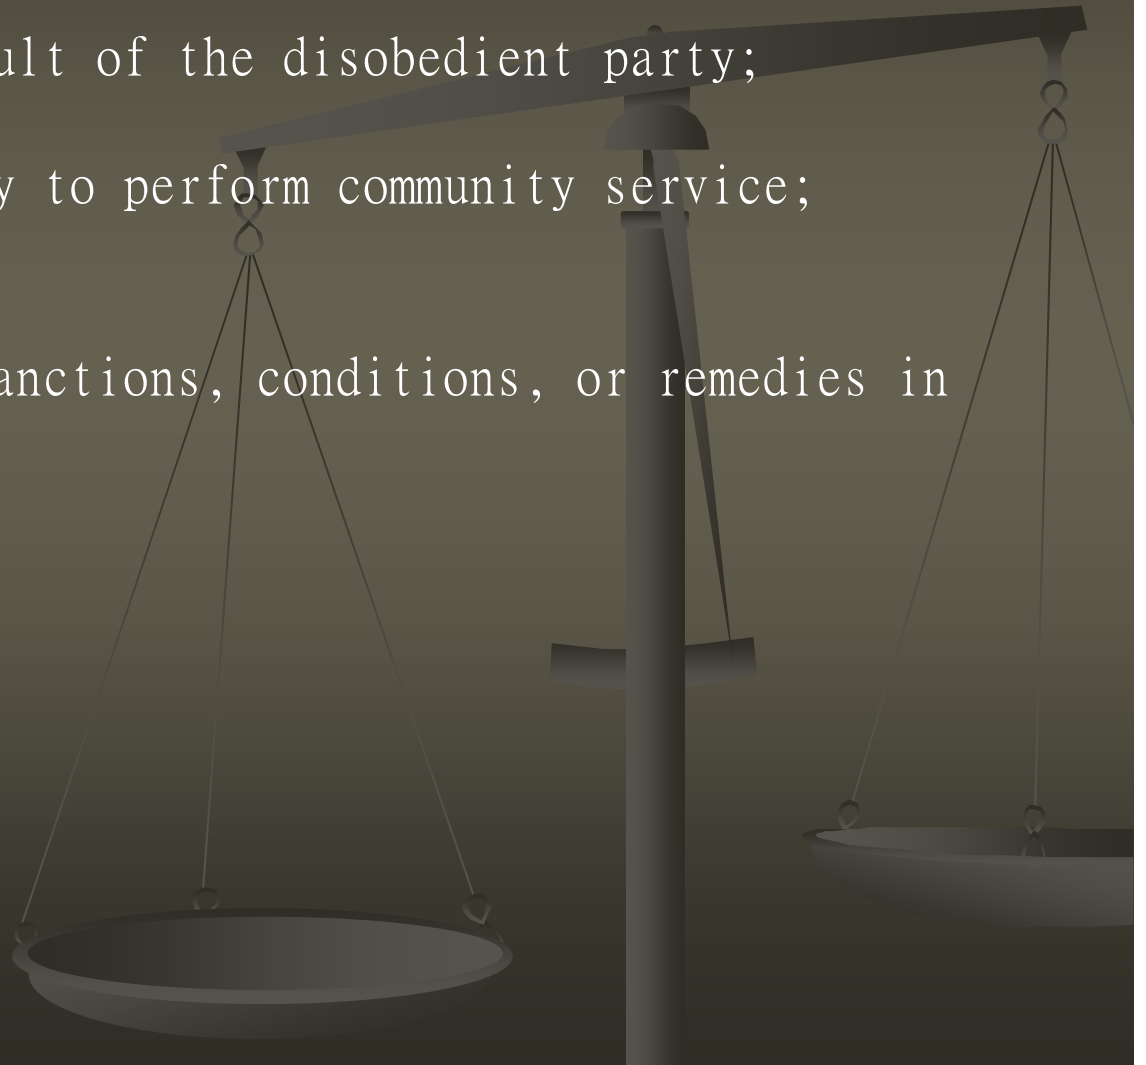 ult of the disobedient party;
y to perform community service;
anctions, conditions, or remedies in